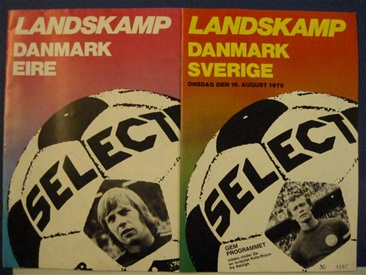 LANDSKAMP
DANMARK
EIRE
SELECT
LANDSKAMP
DANMARK
SVERIGE
ONSDAG DEN 16. AUGUST 1978
SELECT
GEM
PROGRAMMET